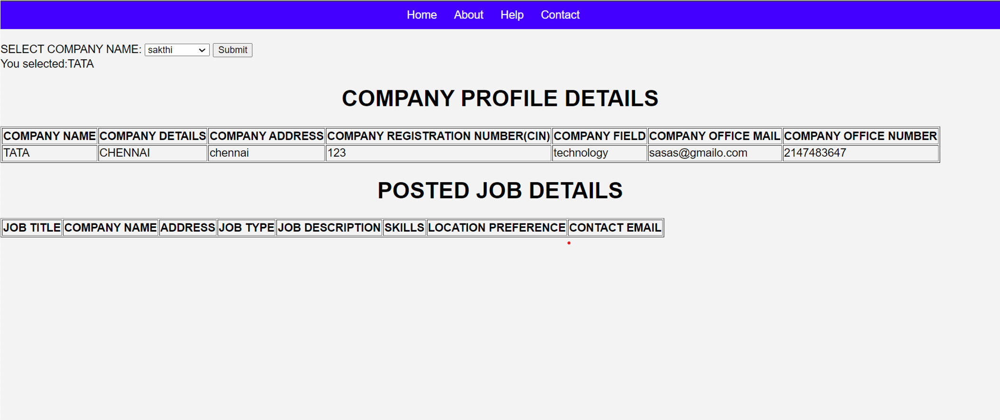 Home About Help Contact
SELECT COMPANY NAME: sakthi Submit
You selected:TATA
COMPANY PROFILE DETAILS
COMPANY NAME COMPANY DETAILS COMPANY ADDRESS COMPANY REGISTRATION NUMBER(CIN) COMPANY FIELD COMPANY OFFICE MAIL COMPANY OFFICE NUMBER
TATA CHENNAI chennai 123 technology sasas@gmailo.com 2147483647
POSTED JOB DETAILS
JOB TITLE COMPANY NAME ADDRESS JOB TYPE JOB DESCRIPTION SKILLS LOCATION PREFERENCE CONTACT EMAIL